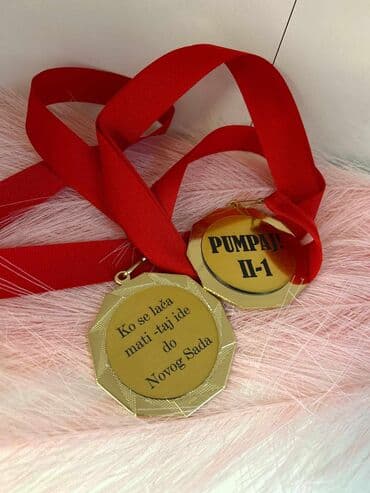 Ko se laća
mati -taj ide
do
Novog Sada
PUMPAJ!
II-1